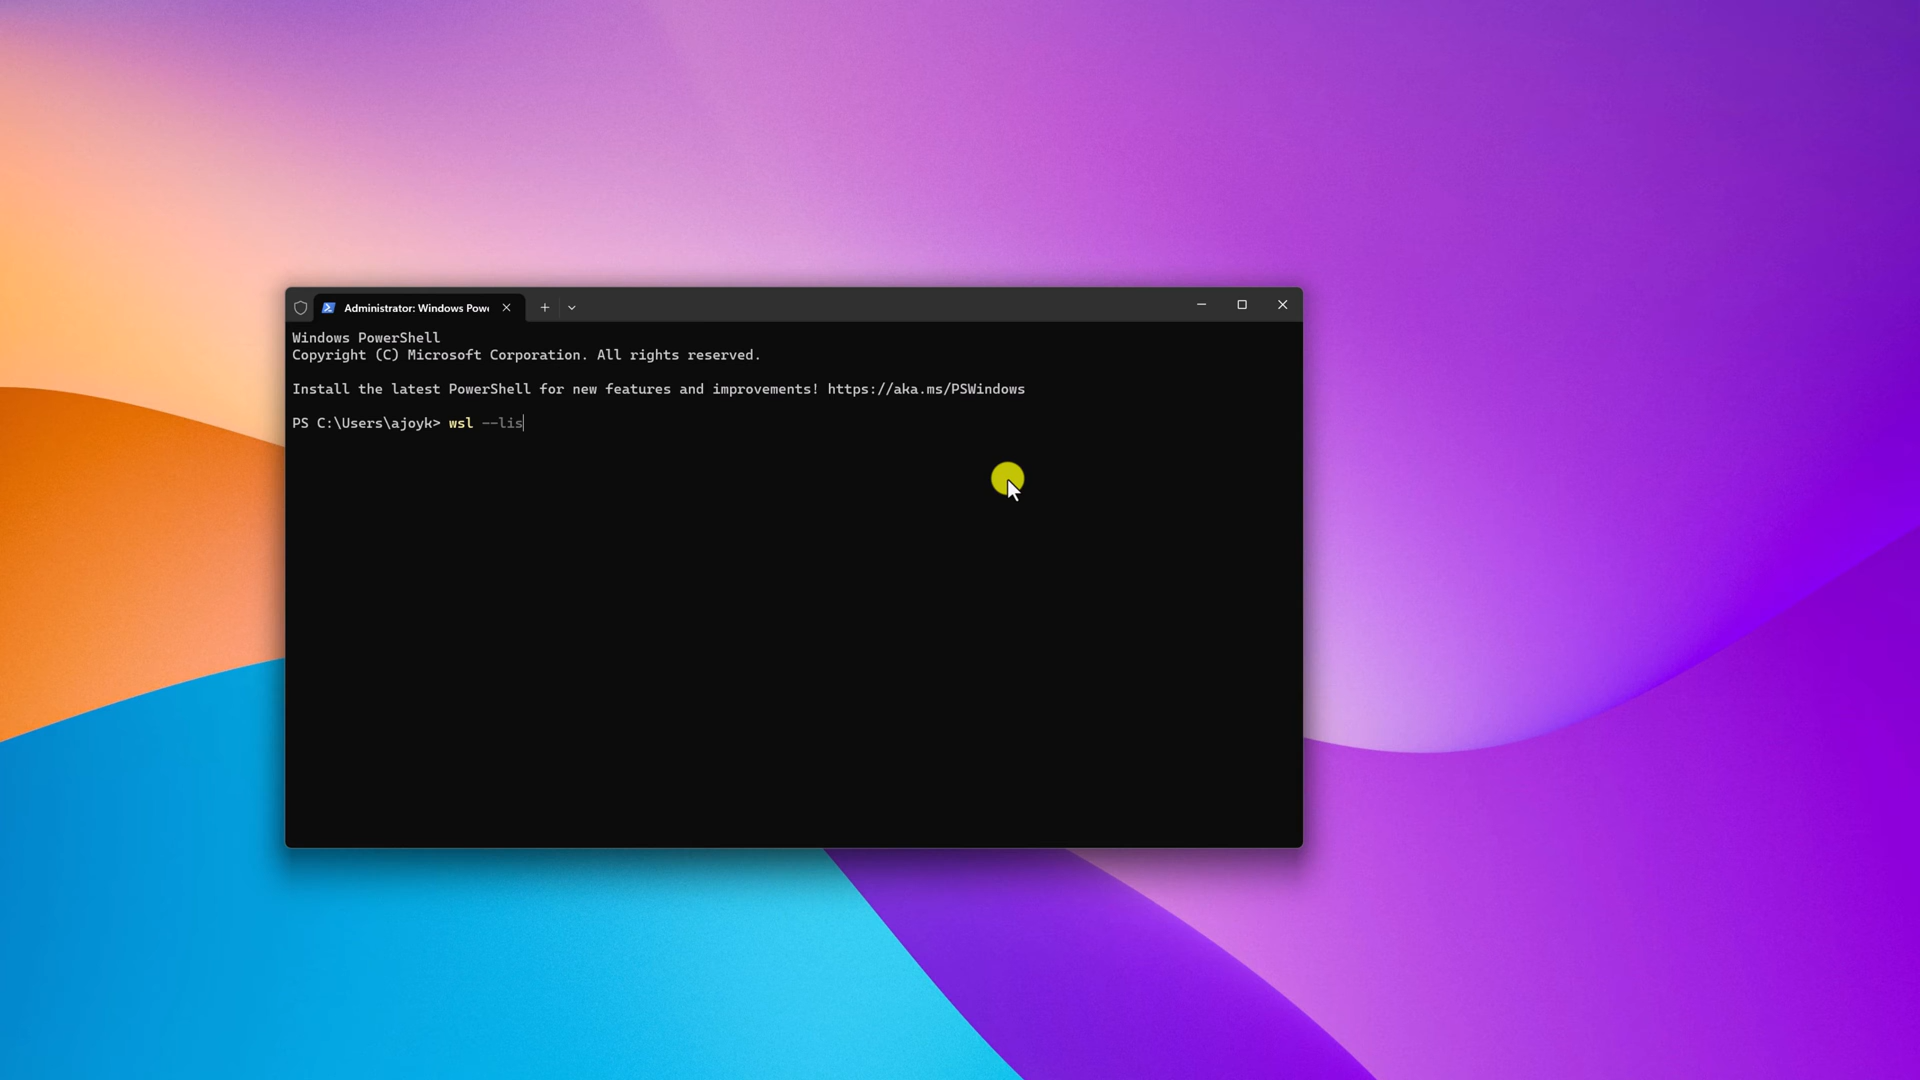 Administrator: Windows Powe
Windows PowerShell
Copyright (C) Microsoft Corporation. All rights reserved.
Install the latest PowerShell for new features and improvements! https://aka.ms/PSWindows
PS C:\Users\ajoyk> wsl --lis